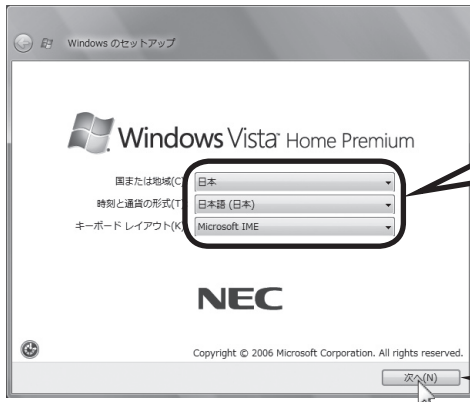 Windows のセットアップ
Windows Vista™ Home Premium
国または地域(C
日本
時刻と通貨の形式(T
日本語 (日本)
キーボード レイアウト(K
Microsoft IME
NEC
Copyright © 2006 Microsoft Corporation. All rights reserved.
次へ(N)